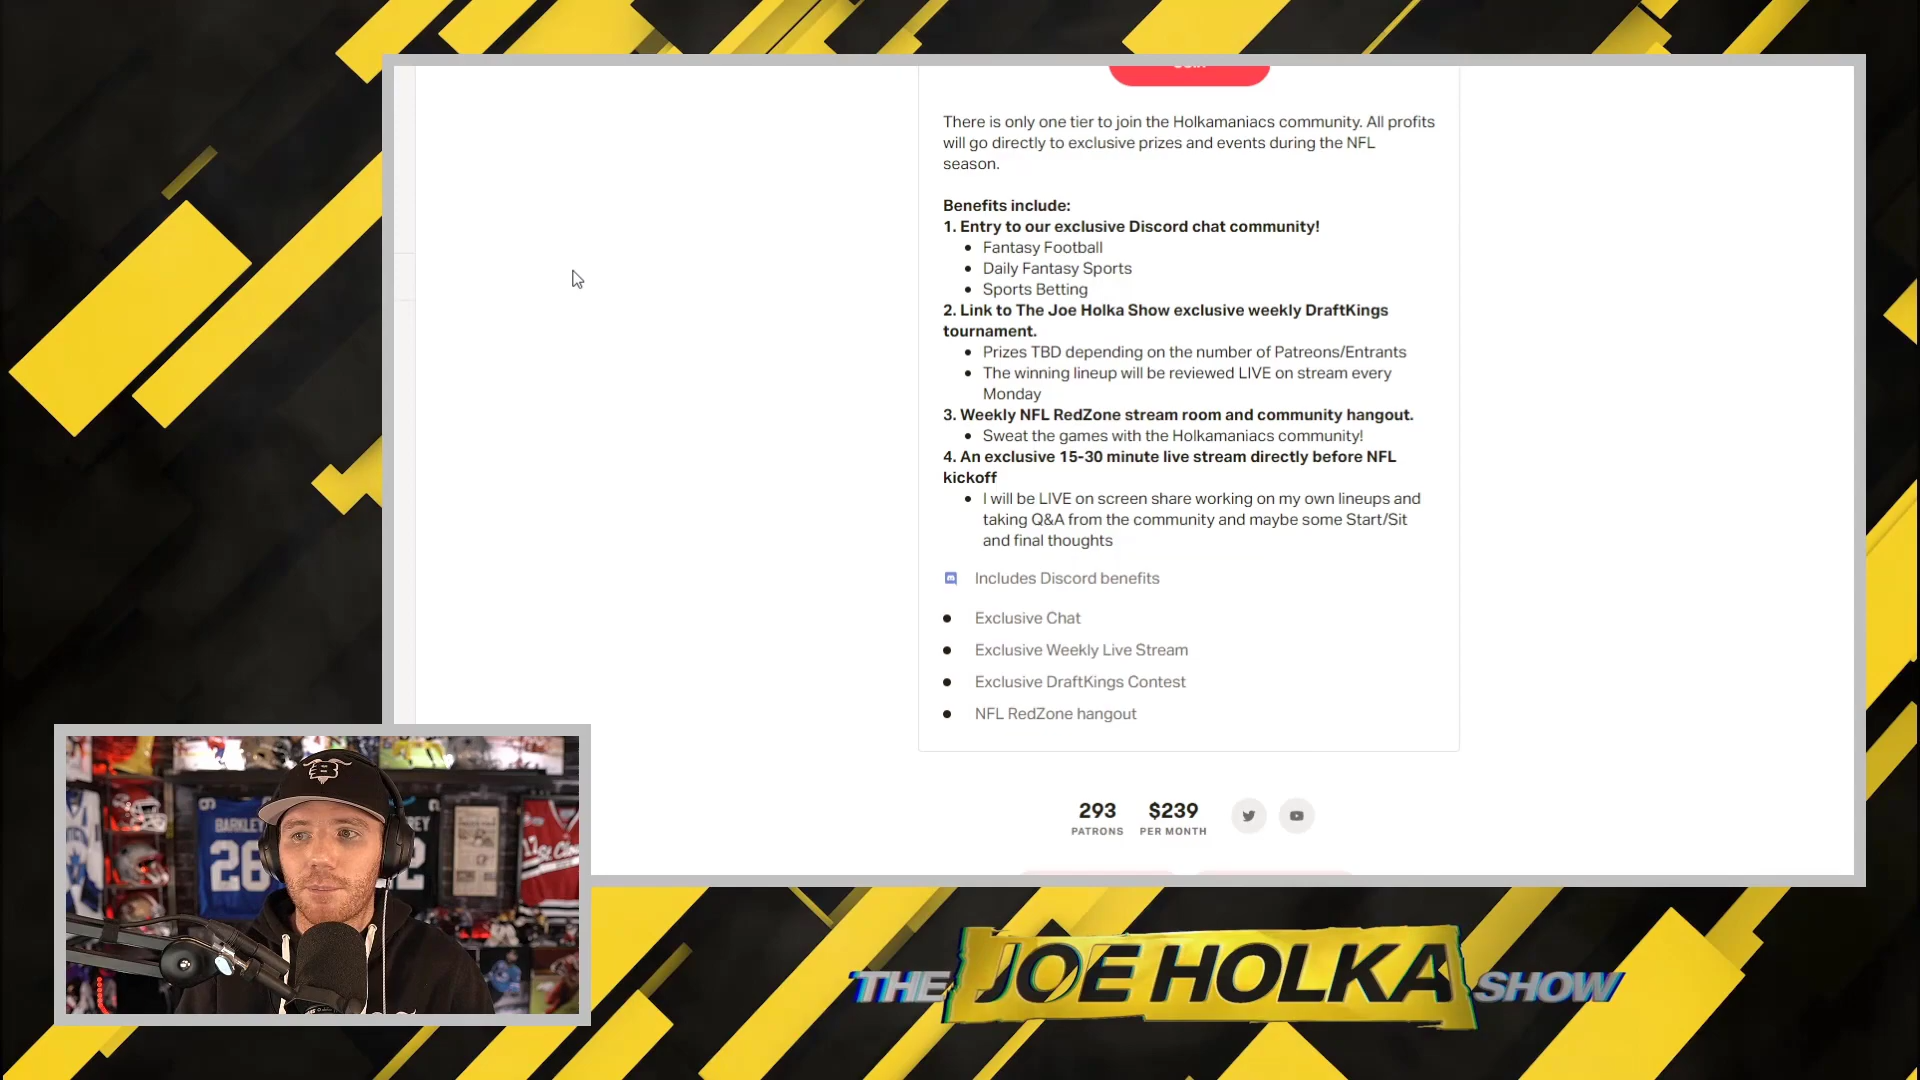 There is only one tier to join the Holkamaniacs community. All profits
will go directly to exclusive prizes and events during the NFL
season.
Benefits include:
1. Entry to our exclusive Discord chat community!
• Fantasy Football
• Daily Fantasy Sports
• Sports Betting
2. Link to The Joe Holka Show exclusive weekly DraftKings
tournament.
• Prizes TBD depending on the number of Patreons/Entrants
• The winning lineup will be reviewed LIVE on stream every
Monday
3. Weekly NFL RedZone stream room and community hangout.
• Sweat the games with the Holkamaniacs community!
4. An exclusive 15-30 minute live stream directly before NFL
kickoff
• I will be LIVE on screen share working on my own lineups and
taking Q&A from the community and maybe some Start/Sit
and final thoughts
Includes Discord benefits
• Exclusive Chat
• Exclusive Weekly Live Stream
• Exclusive DraftKings Contest
• NFL RedZone hangout
293 $239
PATRONS PER MONTH
BARKLEY
26
THE JOE HOLKA SHOW